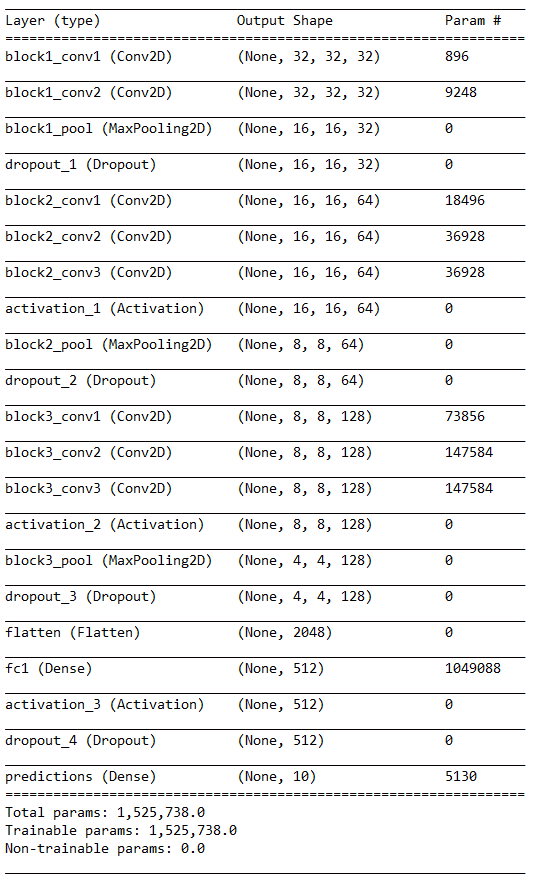 Layer (type) Output Shape Param #
block1_conv1 (Conv2D) (None, 32, 32, 32) 896
block1_conv2 (Conv2D) (None, 32, 32, 32) 9248
block1_pool (MaxPooling2D) (None, 16, 16, 32) 0
dropout_1 (Dropout) (None, 16, 16, 32) 0
block2_conv1 (Conv2D) (None, 16, 16, 64) 18496
block2_conv2 (Conv2D) (None, 16, 16, 64) 36928
block2_conv3 (Conv2D) (None, 16, 16, 64) 36928
activation_1 (Activation) (None, 16, 16, 64) 0
block2_pool (MaxPooling2D) (None, 8, 8, 64) 0
dropout_2 (Dropout) (None, 8, 8, 64) 0
block3_conv1 (Conv2D) (None, 8, 8, 128) 73856
block3_conv2 (Conv2D) (None, 8, 8, 128) 147584
block3_conv3 (Conv2D) (None, 8, 8, 128) 147584
activation_2 (Activation) (None, 8, 8, 128) 0
block3_pool (MaxPooling2D) (None, 4, 4, 128) 0
dropout_3 (Dropout) (None, 4, 4, 128) 0
flatten (Flatten) (None, 2048) 0
fc1 (Dense) (None, 512) 1049088
activation_3 (Activation) (None, 512) 0
dropout_4 (Dropout) (None, 512) 0
predictions (Dense) (None, 10) 5130
Total params: 1,525,738.0
Trainable params: 1,525,738.0
Non-trainable params: 0.0